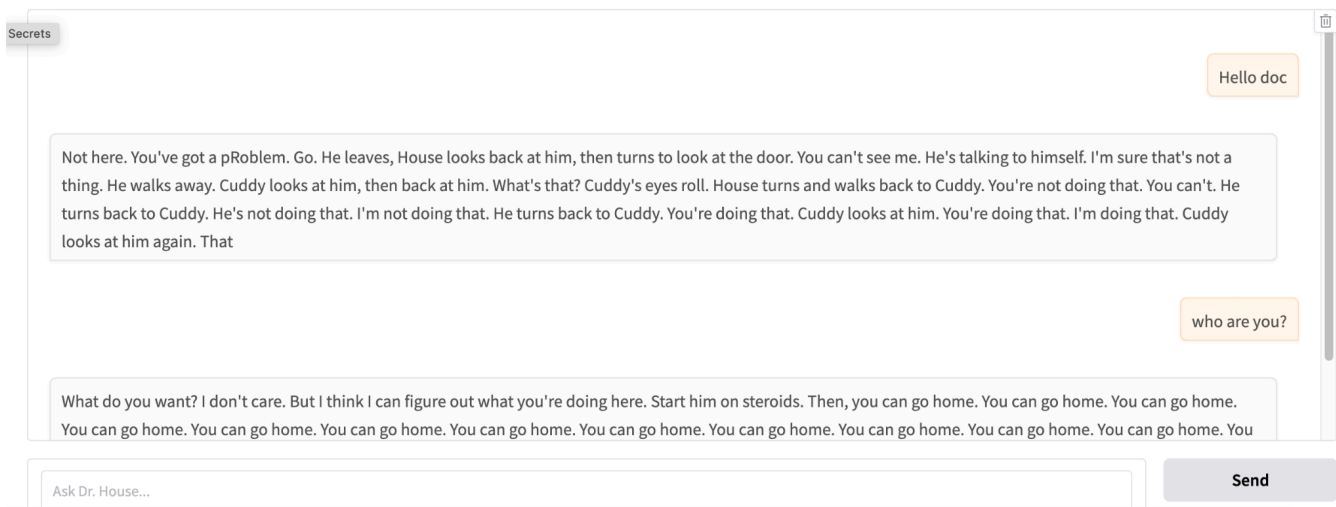 Secrets
Hello doc
Not here. You've got a pRoblem. Go. He leaves, House looks back at him, then turns to look at the door. You can't see me. He's talking to himself. I'm sure that's not a
thing. He walks away. Cuddy looks at him, then back at him. What's that? Cuddy's eyes roll. House turns and walks back to Cuddy. You're not doing that. You can't. He
turns back to Cuddy. He's not doing that. I'm not doing that. He turns back to Cuddy. You're doing that. Cuddy looks at him. You're doing that. I'm doing that. Cuddy
looks at him again. That
who are you?
What do you want? I don't care. But I think I can figure out what you're doing here. Start him on steroids. Then, you can go home. You can go home. You can go home.
You can go home. You can go home. You can go home. You can go home. You can go home. You can go home. You can go home. You can go home. You can go home. You
Ask Dr. House...
Send